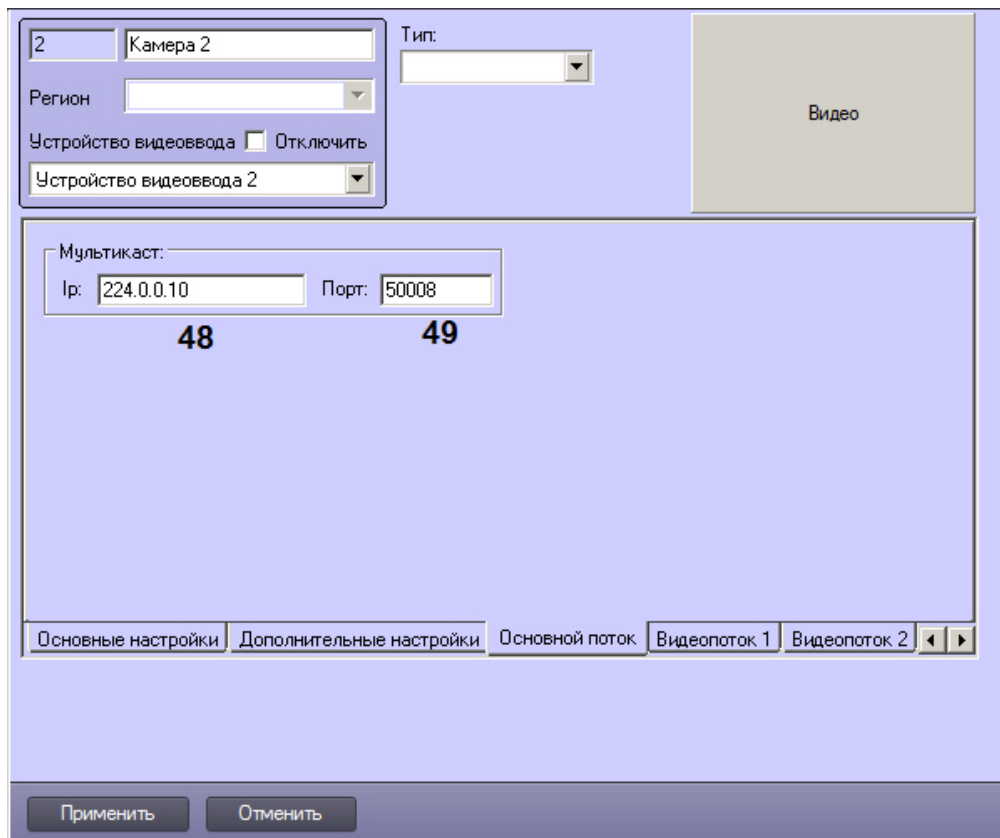 2 Камера 2
Тип:
Регион
Видео
Устройство видеоввода Отключить
Устройство видеоввода 2
Мультикаст:
Ip: 224.0.0.10 Порт: 50008
48 49
Основные настройки Дополнительные настройки Основной поток Видеопоток 1 Видеопоток 2
Применить Отменить